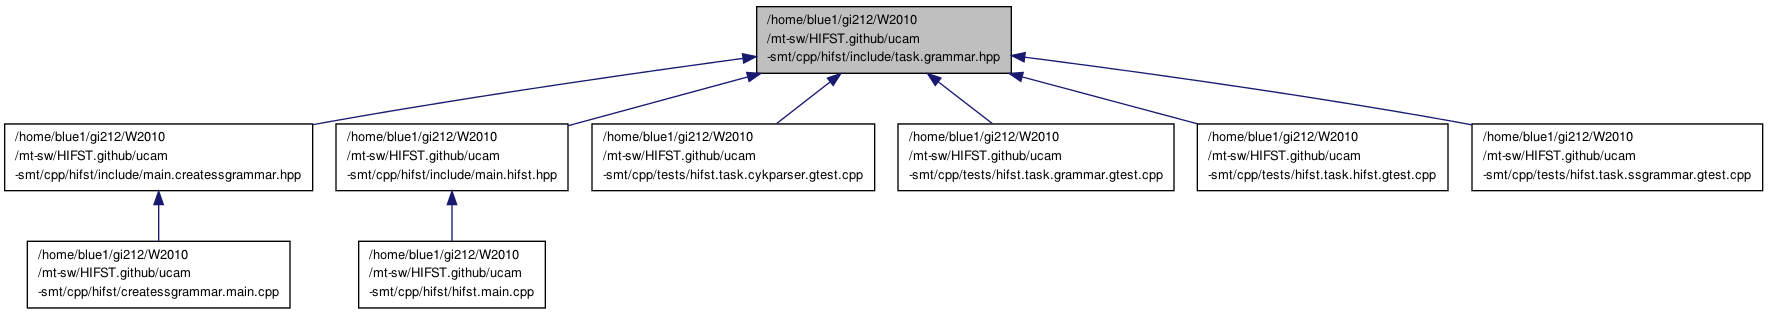 /home/blue1/gi212/W2010
/mt-sw/HIFST.github/ucam
-smt/cpp/hifst/include/task.grammar.hpp
/home/blue1/gi212/W2010
/mt-sw/HIFST.github/ucam
-smt/cpp/hifst/include/main.createssgrammar.hpp
/home/blue1/gi212/W2010
/mt-sw/HIFST.github/ucam
-smt/cpp/hifst/include/main.hifst.hpp
/home/blue1/gi212/W2010
/mt-sw/HIFST.github/ucam
-smt/cpp/tests/hifst.task.cykparser.gtest.cpp
/home/blue1/gi212/W2010
/mt-sw/HIFST.github/ucam
-smt/cpp/tests/hifst.task.grammar.gtest.cpp
/home/blue1/gi212/W2010
/mt-sw/HIFST.github/ucam
-smt/cpp/tests/hifst.task.hifst.gtest.cpp
/home/blue1/gi212/W2010
/mt-sw/HIFST.github/ucam
-smt/cpp/tests/hifst.task.ssgrammar.gtest.cpp
/home/blue1/gi212/W2010
/mt-sw/HIFST.github/ucam
-smt/cpp/hifst/createssgrammar.main.cpp
/home/blue1/gi212/W2010
/mt-sw/HIFST.github/ucam
-smt/cpp/hifst/hifst.main.cpp